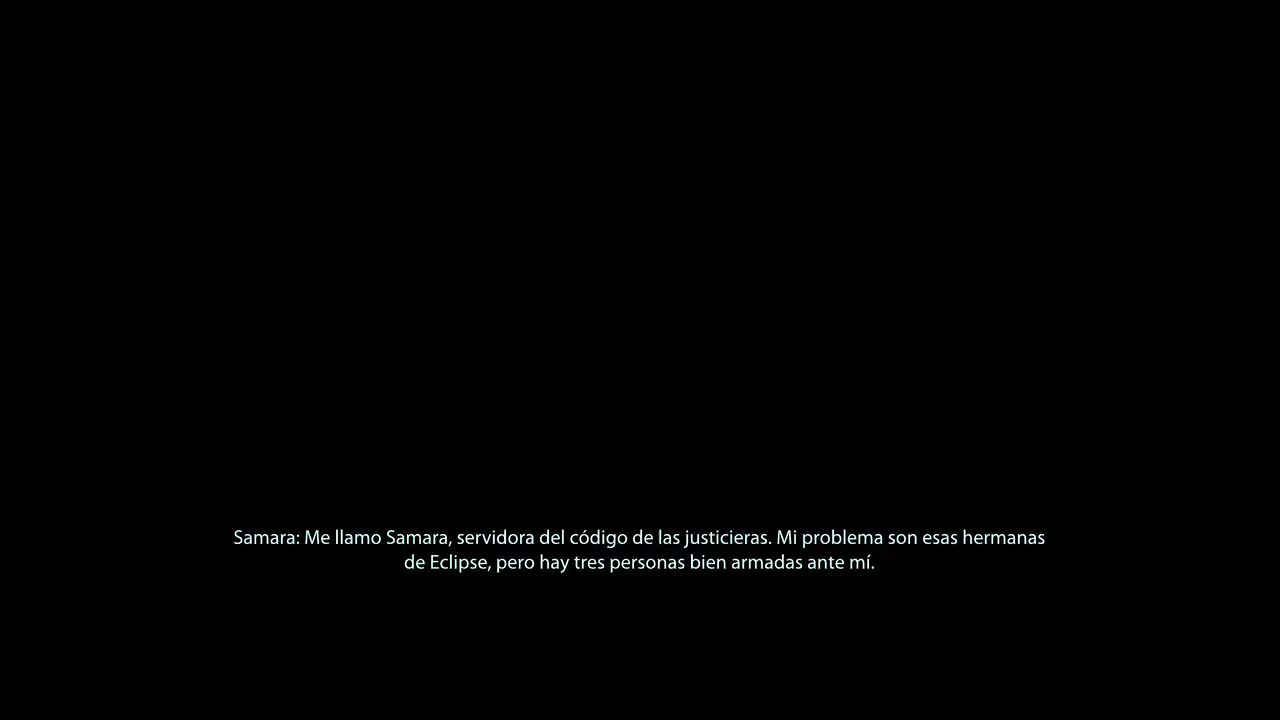 Samara: Me llamo Samara, servidora del código de las justicieras. Mi problema son esas hermanas
de Eclipse, pero hay tres personas bien armadas ante mí.